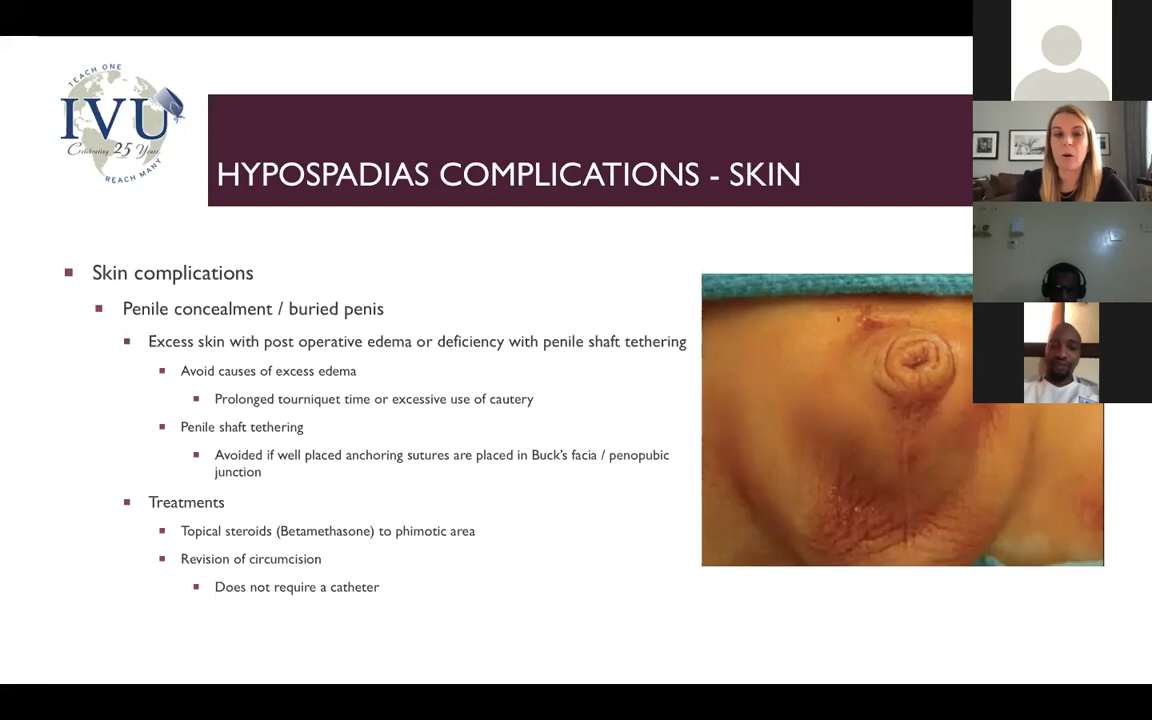 TEACH ONE
IVU
Celebrating 25 Years
REACH MANY
HYPOSPADIAS COMPLICATIONS - SKIN
Skin complications
Penile concealment / buried penis
Excess skin with post operative edema or deficiency with penile shaft tethering
Avoid causes of excess edema
Prolonged tourniquet time or excessive use of cautery
Penile shaft tethering
Avoided if well placed anchoring sutures are placed in Buck's facia / penopubic
junction
Treatments
Topical steroids (Betamethasone) to phimotic area
Revision of circumcision
Does not require a catheter